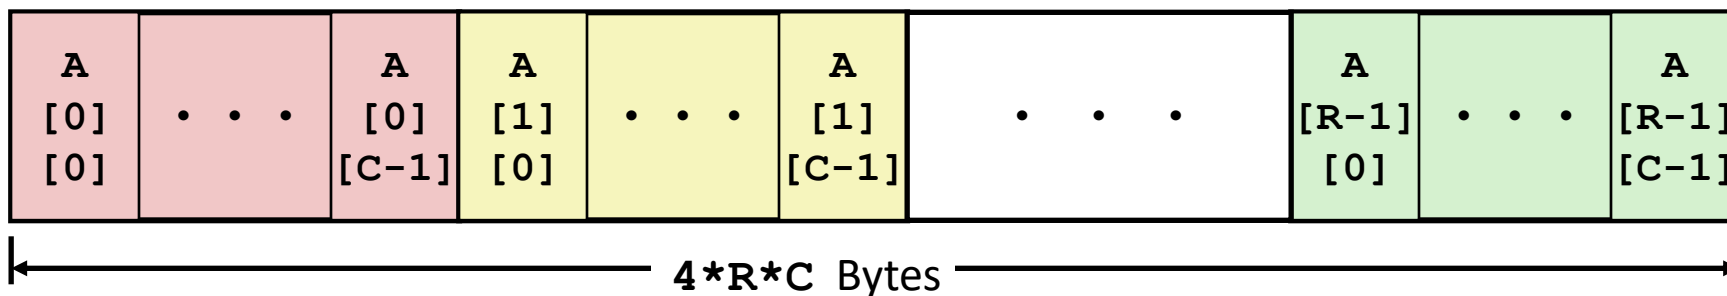 A A A A A A
[0] • • • [0] [1] • • • [1] • • • [R-1] • • • [R-1]
[0] [C-1] [0] [C-1] [0] [C-1]
4*R*C Bytes